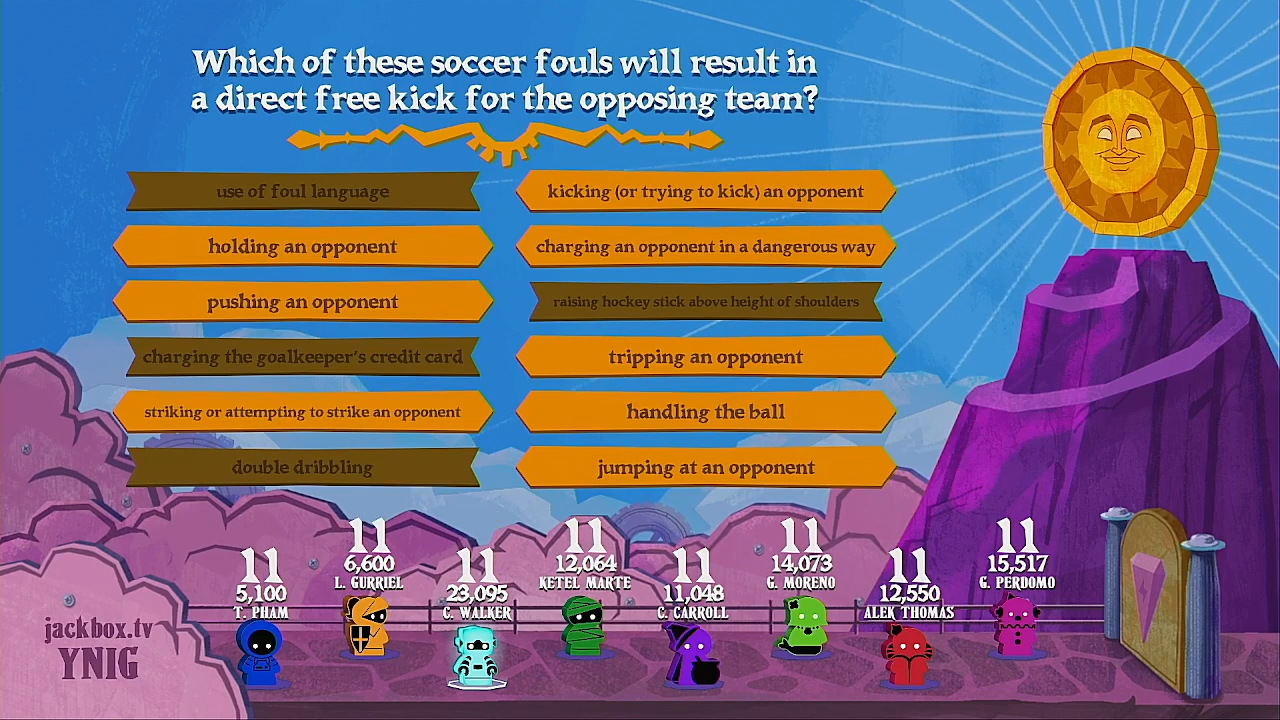 Which of these soccer fouls will result in
a direct free kick for the opposing team?
use of foul language
kicking (or trying to kick) an opponent
holding an opponent
charging an opponent in a dangerous way
pushing an opponent
raising hockey stick above height of shoulders
charging the goalkeeper's credit card
tripping an opponent
striking or attempting to strike an opponent
handling the ball
double dribbling
jumping at an opponent
11
5,100
T. PHAM
11
6,600
L. GURRIEL
11
23,095
C. WALKER
11
12,064
KETEL MARTE
11
11,048
C. CARROLL
11
14,073
G. MORENO
11
12,550
ALEK THOMAS
11
15,517
G. PERDOMO
jackbox.tv
YNIG